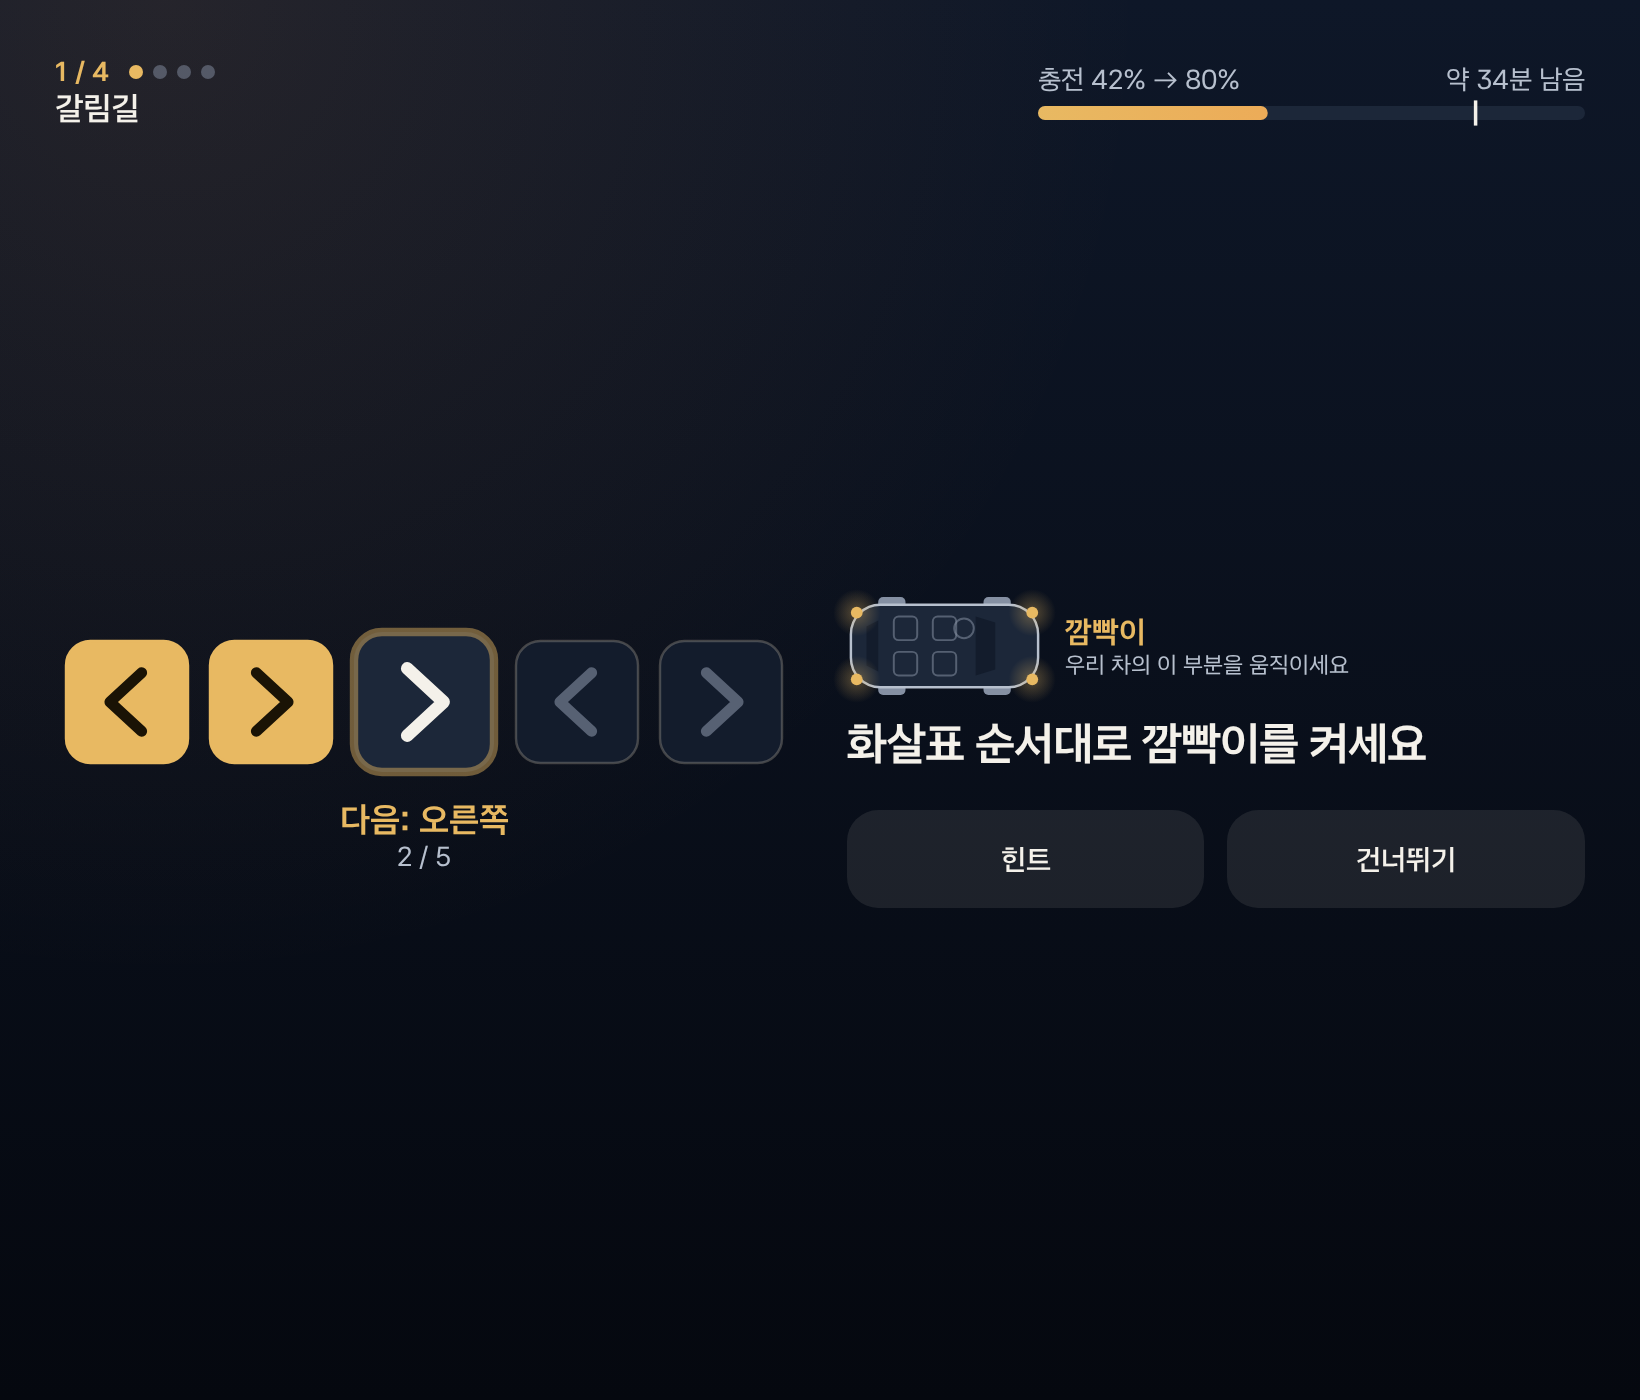 1 / 4
갈림길
충전 42% → 80%
약 34분 남음
다음: 오른쪽
2 / 5
깜빡이
우리 차의 이 부분을 움직이세요
화살표 순서대로 깜빡이를 켜세요
힌트
건너뛰기